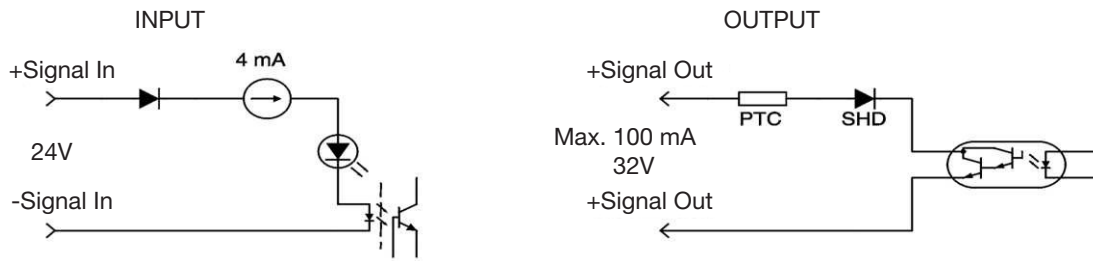 INPUT
4 mA
+Signal In
24V
-Signal In
OUTPUT
+Signal Out
PTC
SHD
Max. 100 mA
32V
+Signal Out